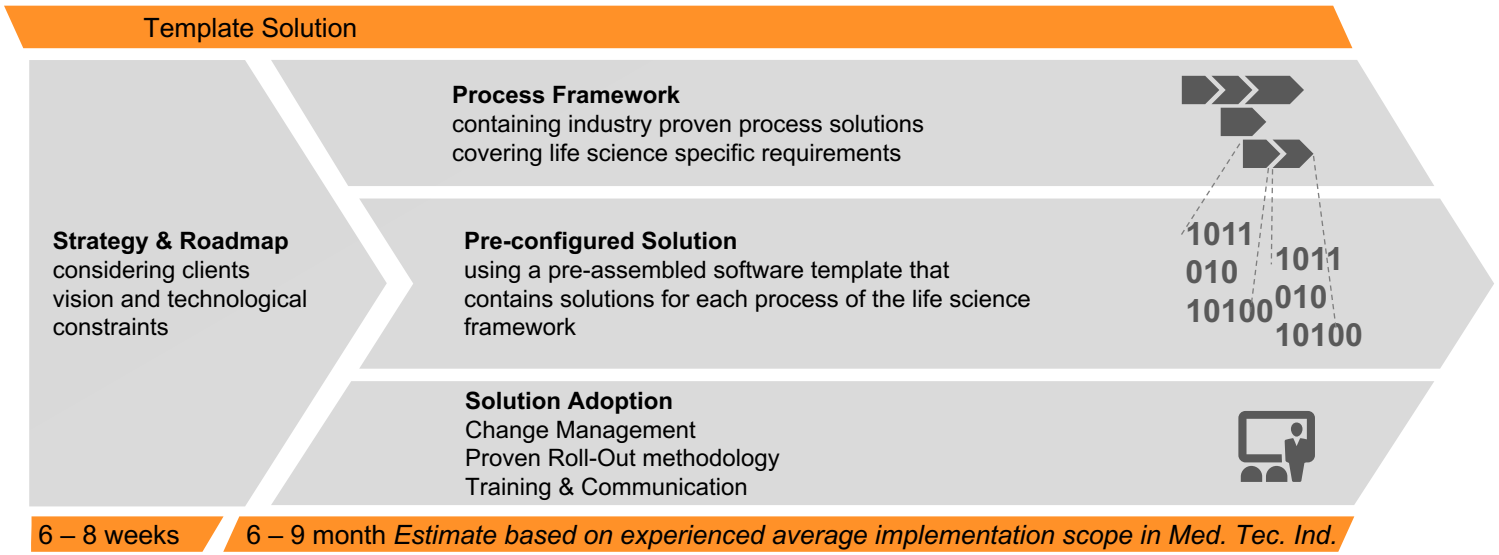 Template Solution
Strategy & Roadmap
considering clients
vision and technological
constraints
Process Framework
containing industry proven process solutions
covering life science specific requirements
Pre-configured Solution
using a pre-assembled software template that
contains solutions for each process of the life science
framework
1011
010
10100
1011
010
10100
Solution Adoption
Change Management
Proven Roll-Out methodology
Training & Communication
6 – 8 weeks
6 – 9 month Estimate based on experienced average implementation scope in Med. Tec. Ind.